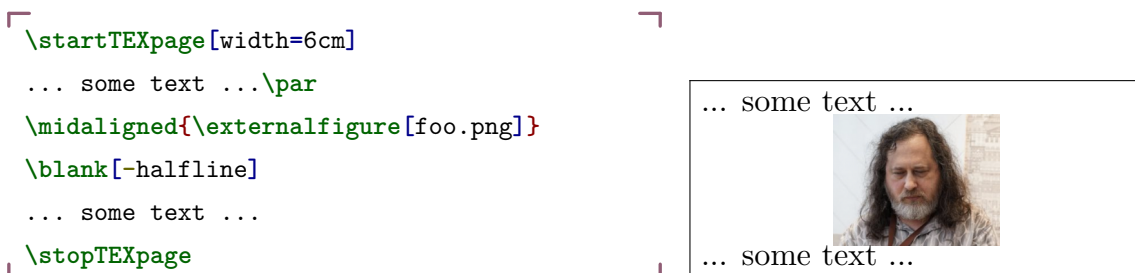 \startTEXpage[width=6cm]
... some text ...\par
\midaligned{\externalfigure[foo.png]}
\blank[-halfline]
... some text ...
\stopTEXpage
... some text ...
... some text ...